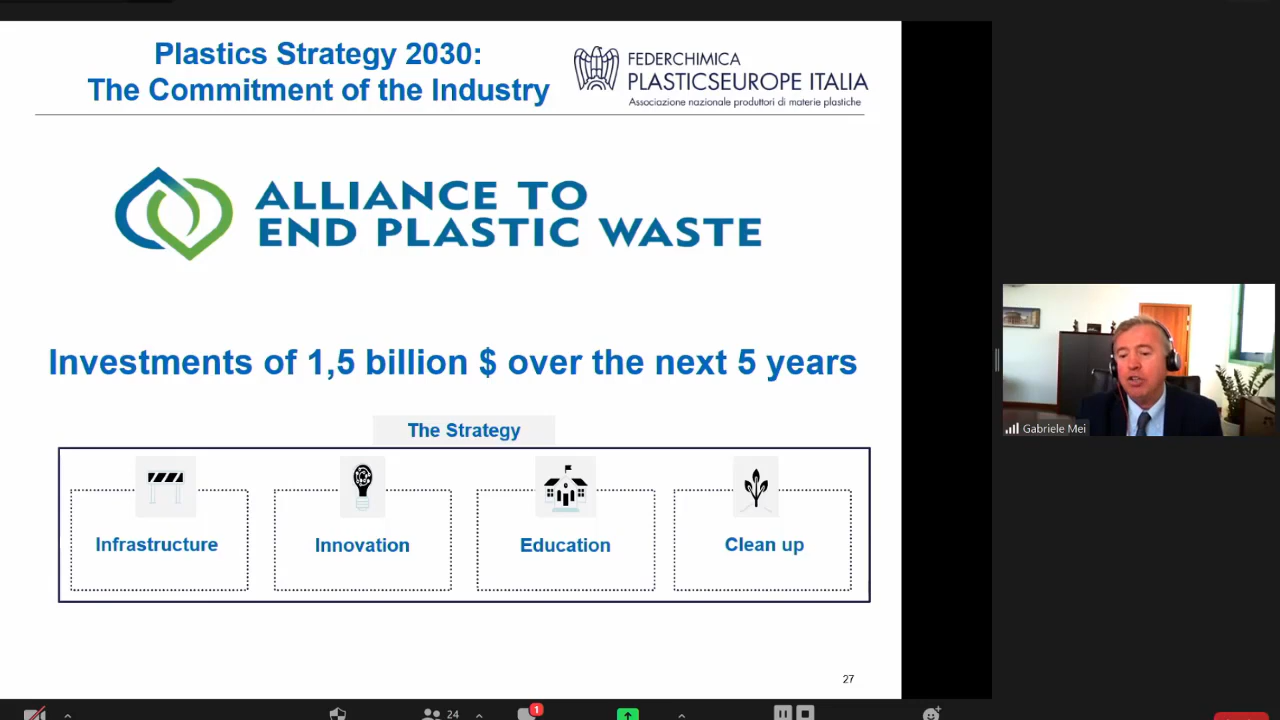 Plastics Strategy 2030:
The Commitment of the Industry
FEDERCHIMICA
PLASTICSEUROPE ITALIA
Associazione nazionale produttori di materie plastiche
ALLIANCE TO
END PLASTIC WASTE
Investments of 1,5 billion $ over the next 5 years
The Strategy
Infrastructure
Innovation
Education
Clean up
27
Gabriele Mei
24
1